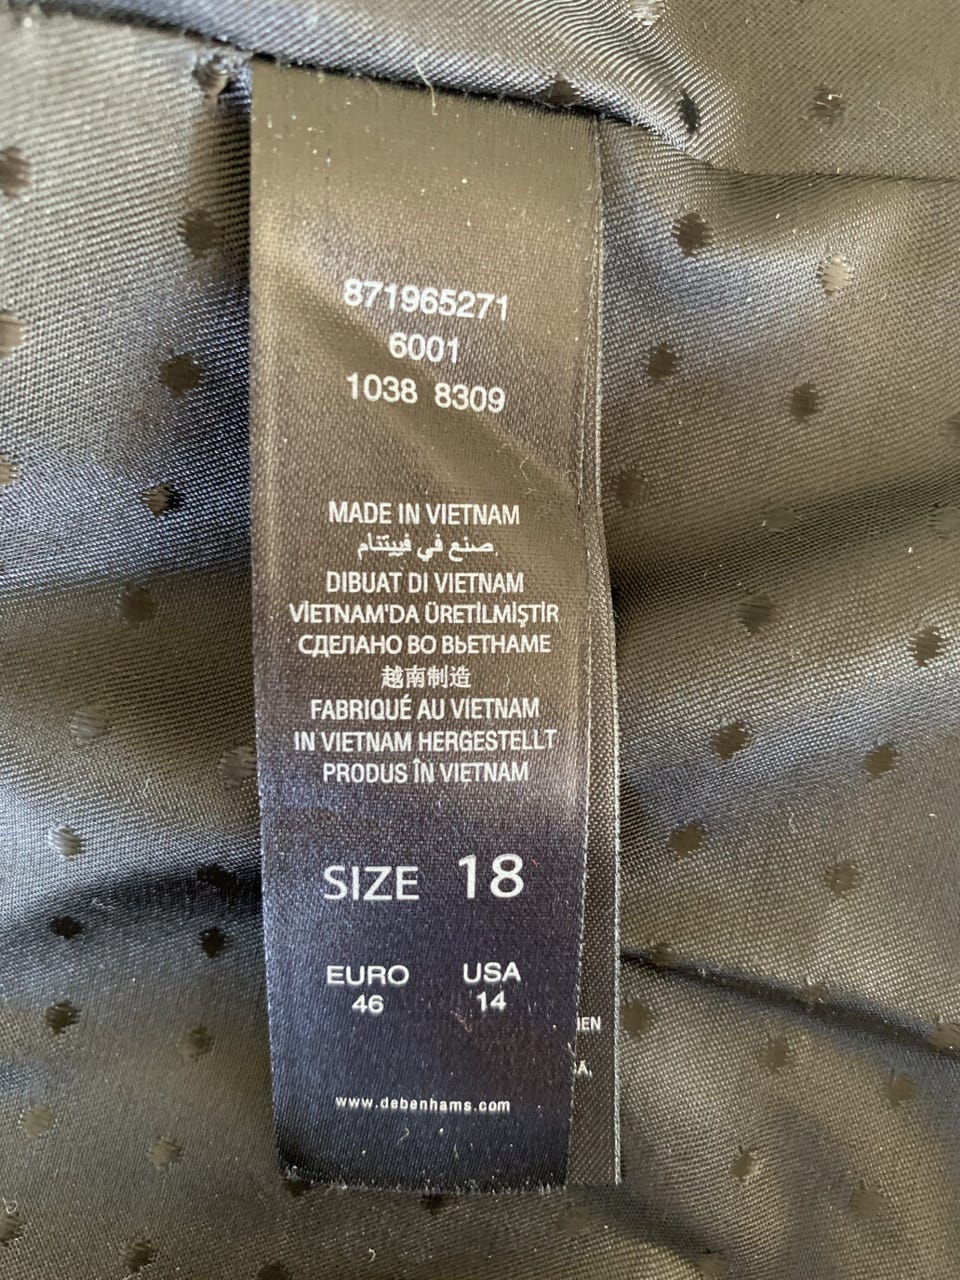 871965271
6001
1038 8309
MADE IN VIETNAM
صنع في فييتنام
DIBUAT DI VIETNAM
VİETNAM'DA ÜRETİLMİŞTİR
СДЕЛАНО ВО ВЬЕТНАМЕ
越南制造
FABRIQUÉ AU VIETNAM
IN VIETNAM HERGESTELLT
PRODUS ÎN VIETNAM
SIZE 18
EURO USA
46 14
www.debenhams.com